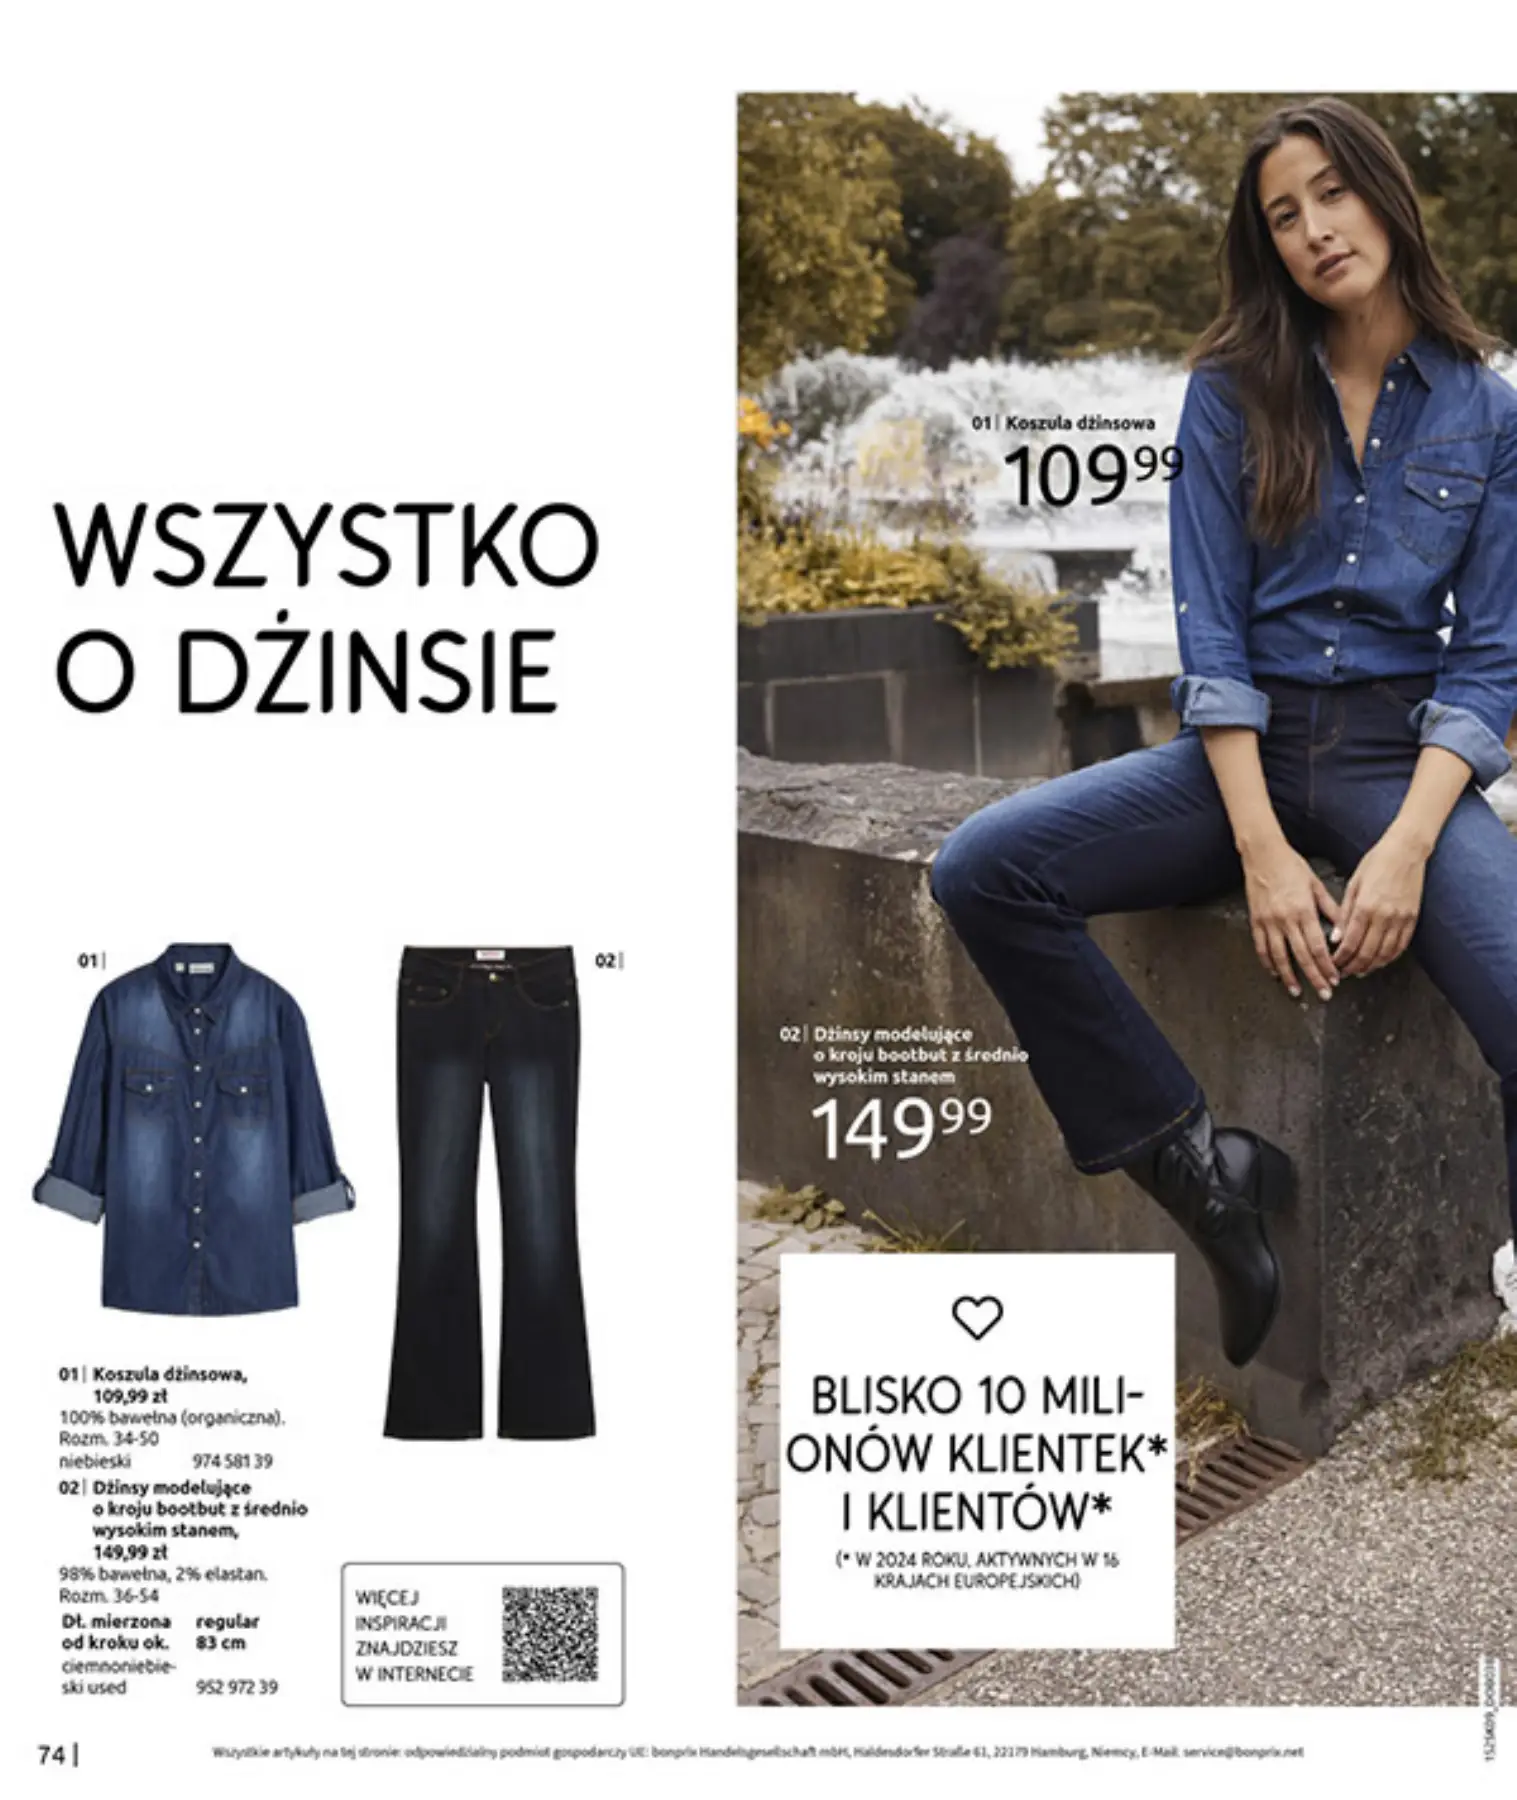 WSZYSTKO
O DŻINSIE
01| Koszula dżinsowa
109⁹⁹
01|
02|
02| Dżinsy modelujące
o kroju bootbut z średnio
wysokim stanem
149⁹⁹
01| Koszula dżinsowa,
109,99 zł
100% bawełna (organiczna).
Rozm. 34-50
niebieski 974 581 39
02| Dżinsy modelujące
o kroju bootbut z średnio
wysokim stanem,
149,99 zł
98% bawełna, 2% elastan.
Rozm. 36-54
Dł. mierzona regular
od kroku ok. 83 cm
ciemnoniebie-
ski used 952 972 39
WIĘCEJ
INSPIRACJI
ZNAJDZIESZ
W INTERNECIE
BLISKO 10 MILI-
ONÓW KLIENTEK*
I KLIENTÓW*
(* W 2024 ROKU, AKTYWNYCH W 16
KRAJACH EUROPEJSKICH)
74 |
Wszystkie artykuły na tej stronie: odpowiedzialny podmiot gospodarczy UE: bonprix Handelsgesellschaft mbH, Haldesdorfer Straße 61, 22179 Hamburg, Niemcy, E-Mail: service@bonprix.net